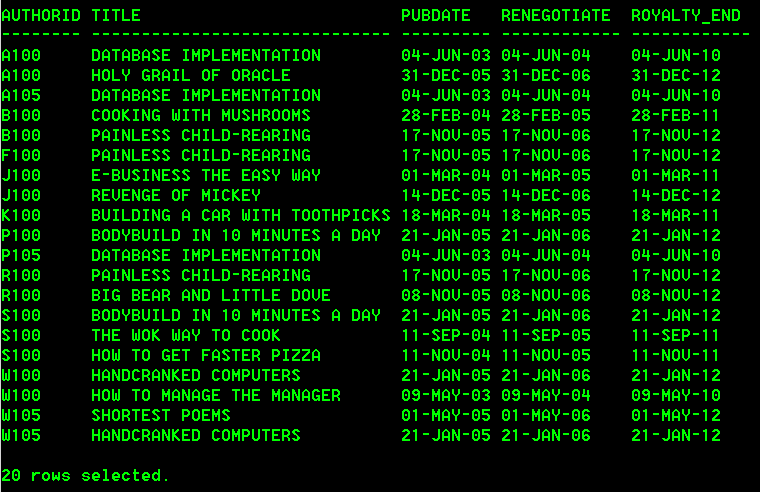 AUTHORID TITLE                          PUBDATE   RENEGOTIATE  ROYALTY_END
-------- ------------------------------ --------- ------------ ------------
A100     DATABASE IMPLEMENTATION        04-JUN-03 04-JUN-04    04-JUN-10
A100     HOLY GRAIL OF ORACLE           31-DEC-05 31-DEC-06    31-DEC-12
A105     DATABASE IMPLEMENTATION        04-JUN-03 04-JUN-04    04-JUN-10
B100     COOKING WITH MUSHROOMS         28-FEB-04 28-FEB-05    28-FEB-11
B100     PAINLESS CHILD-REARING         17-NOV-05 17-NOV-06    17-NOV-12
F100     PAINLESS CHILD-REARING         17-NOV-05 17-NOV-06    17-NOV-12
J100     E-BUSINESS THE EASY WAY        01-MAR-04 01-MAR-05    01-MAR-11
J100     REVENGE OF MICKEY              14-DEC-05 14-DEC-06    14-DEC-12
K100     BUILDING A CAR WITH TOOTHPICKS 18-MAR-04 18-MAR-05    18-MAR-11
P100     BODYBUILD IN 10 MINUTES A DAY  21-JAN-05 21-JAN-06    21-JAN-12
P105     DATABASE IMPLEMENTATION        04-JUN-03 04-JUN-04    04-JUN-10
R100     PAINLESS CHILD-REARING         17-NOV-05 17-NOV-06    17-NOV-12
R100     BIG BEAR AND LITTLE DOVE       08-NOV-05 08-NOV-06    08-NOV-12
S100     BODYBUILD IN 10 MINUTES A DAY  21-JAN-05 21-JAN-06    21-JAN-12
S100     THE WOK WAY TO COOK            11-SEP-04 11-SEP-05    11-SEP-11
S100     HOW TO GET FASTER PIZZA        11-NOV-04 11-NOV-05    11-NOV-11
W100     HANDCRANKED COMPUTERS          21-JAN-05 21-JAN-06    21-JAN-12
W100     HOW TO MANAGE THE MANAGER      09-MAY-03 09-MAY-04    09-MAY-10
W105     SHORTEST POEMS                 01-MAY-05 01-MAY-06    01-MAY-12
W105     HANDCRANKED COMPUTERS          21-JAN-05 21-JAN-06    21-JAN-12
20 rows selected.